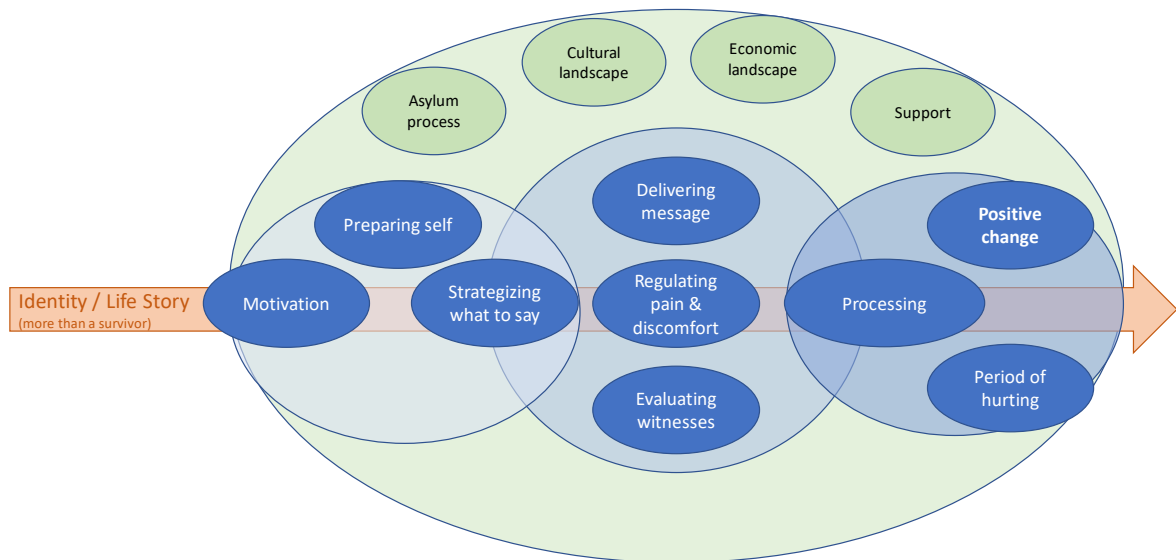 Cultural
landscape
Economic
landscape
Asylum
process
Support
Delivering
message
Preparing self
Positive
change
Identity / Life Story
(more than a survivor)
Motivation
Strategizing
what to say
Regulating
pain &
discomfort
Processing
Evaluating
witnesses
Period of
hurting